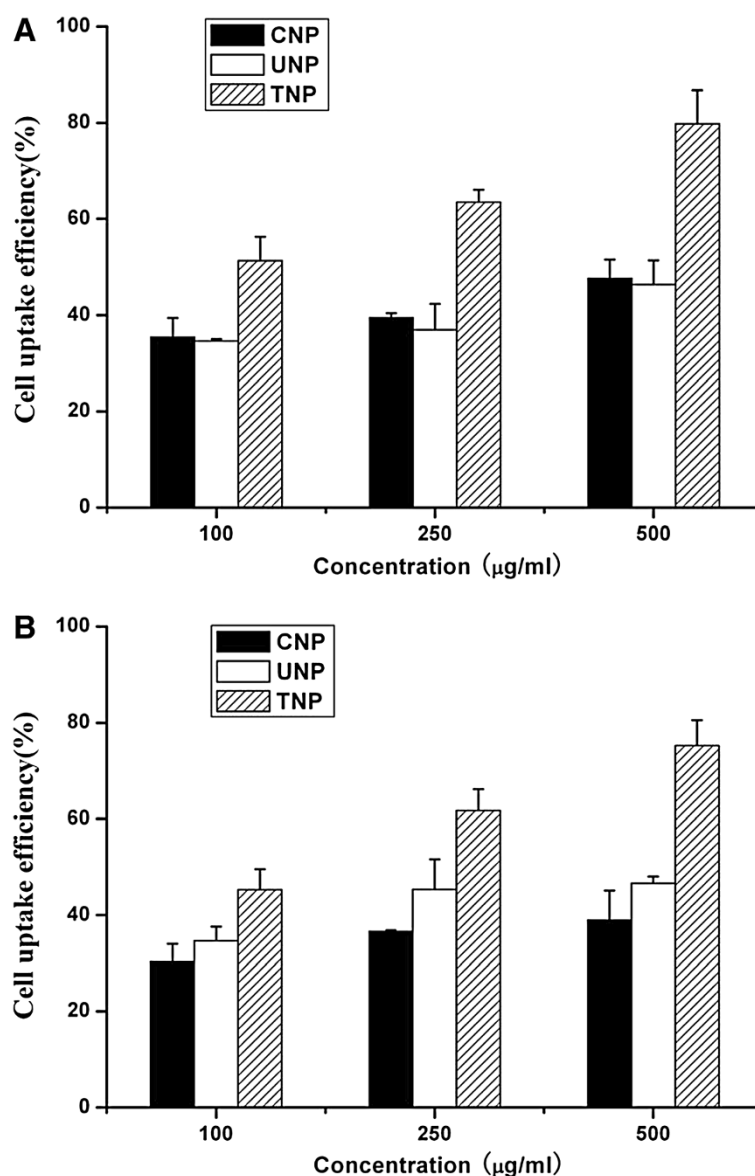 A
CNP
UNP
TNP
Cell uptake efficiency(%)
100
80
60
40
20
0
100 250 500
Concentration（μg/ml）
B
CNP
UNP
TNP
Cell uptake efficiency(%)
100
80
60
40
20
0
100 250 500
Concentration（μg/ml）